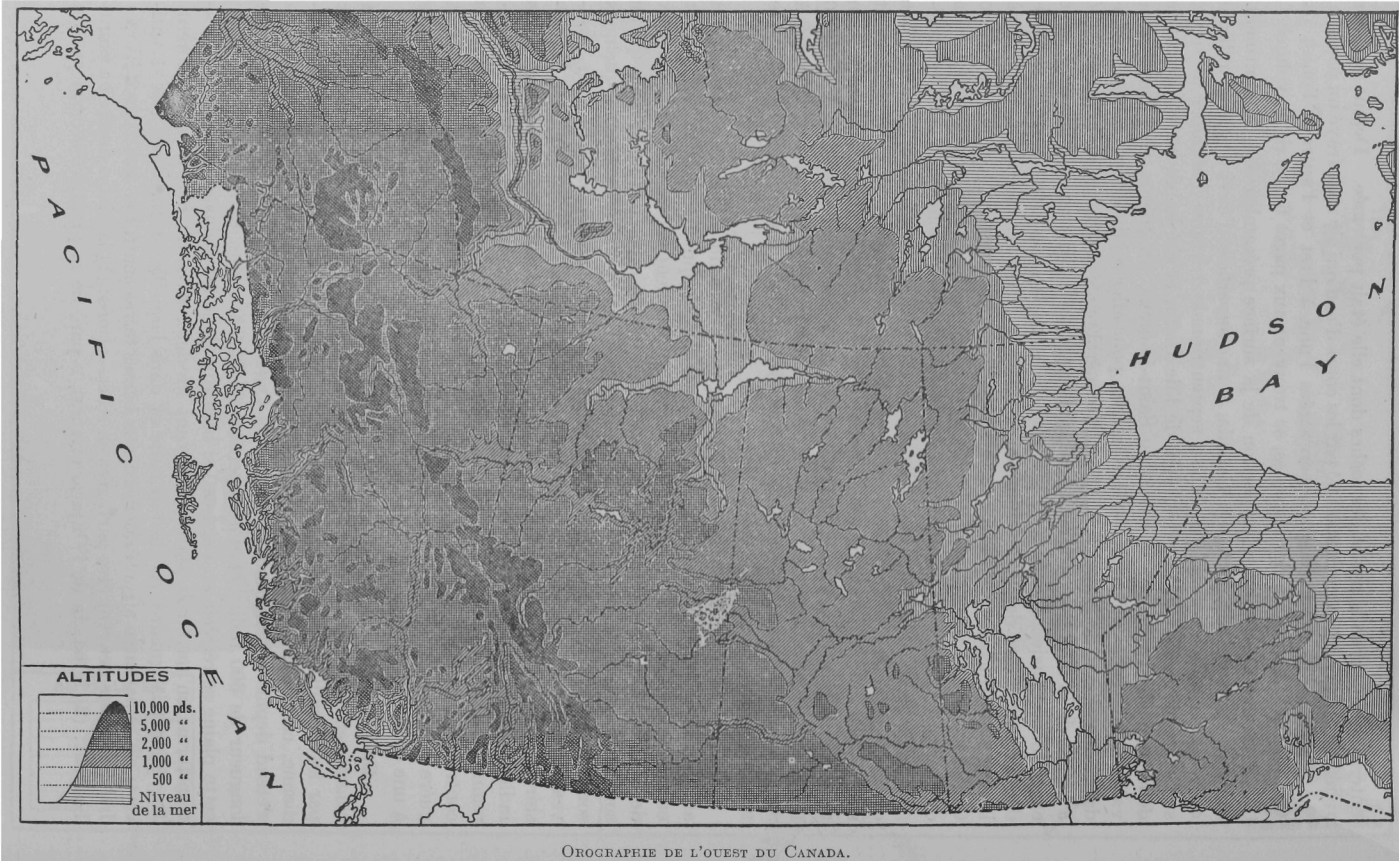 PACIFIC
OCEAN
HUDSON
BAY
ALTITUDES
10,000 pds.
5,000 “
2,000 “
1,000 “
500 “
Niveau
de la mer
OROGRAPHIE DE L'OUEST DU CANADA.